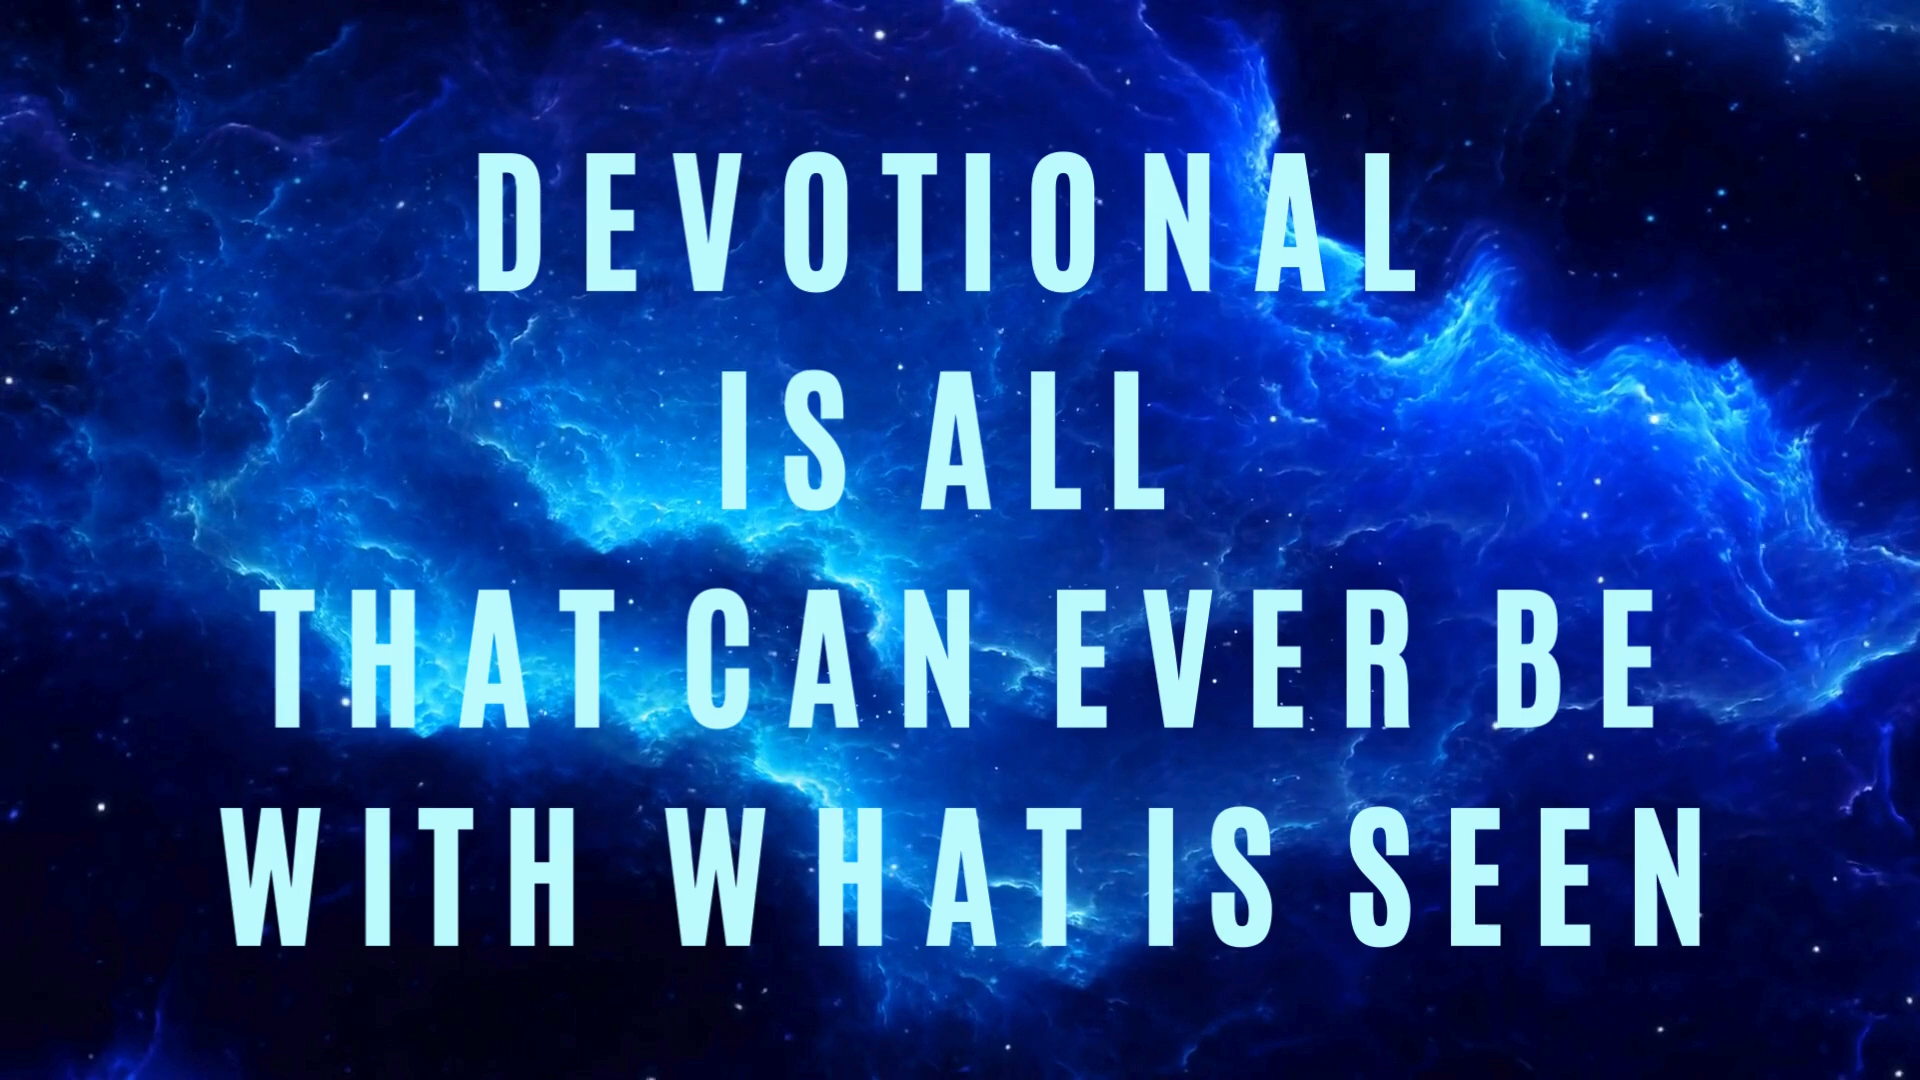 DEVOTIONAL
IS ALL
THAT CAN EVER BE
WITH WHAT IS SEEN